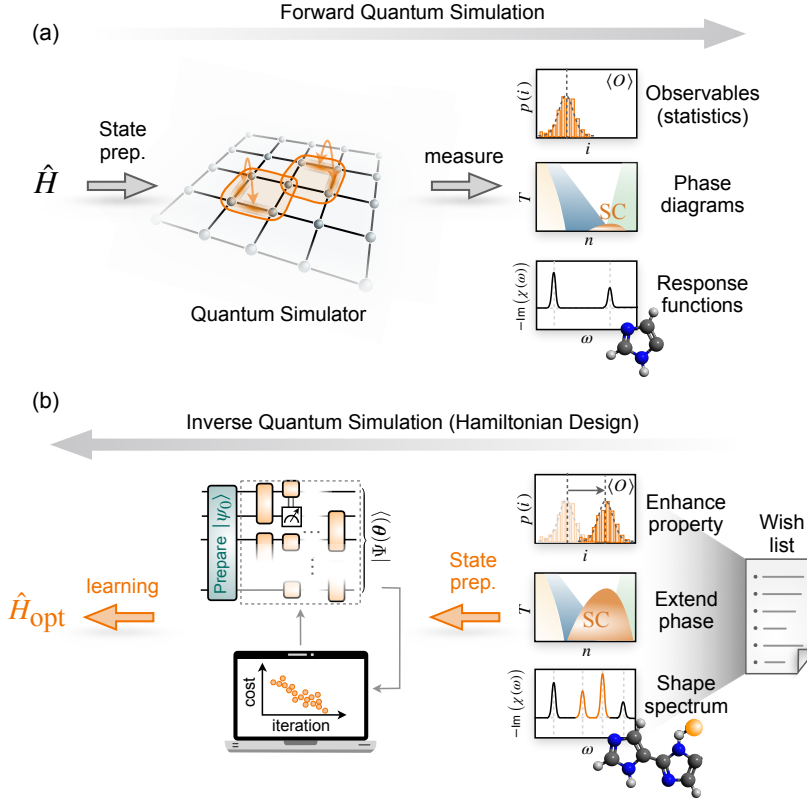 Forward Quantum Simulation
(a)
Ĥ
State
prep.
Quantum Simulator
measure
p(i)
⟨O⟩
i
Observables
(statistics)
T
SC
n
Phase
diagrams
−Im(χ(ω))
ω
Response
functions
(b)
Inverse Quantum Simulation (Hamiltonian Design)
Ĥopt
learning
Prepare |ψ0⟩
|Ψ(θ)⟩
cost
iteration
State
prep.
p(i)
⟨O⟩
i
Enhance
property
T
SC
n
Extend
phase
−Im(χ(ω))
ω
Shape
spectrum
Wish
list